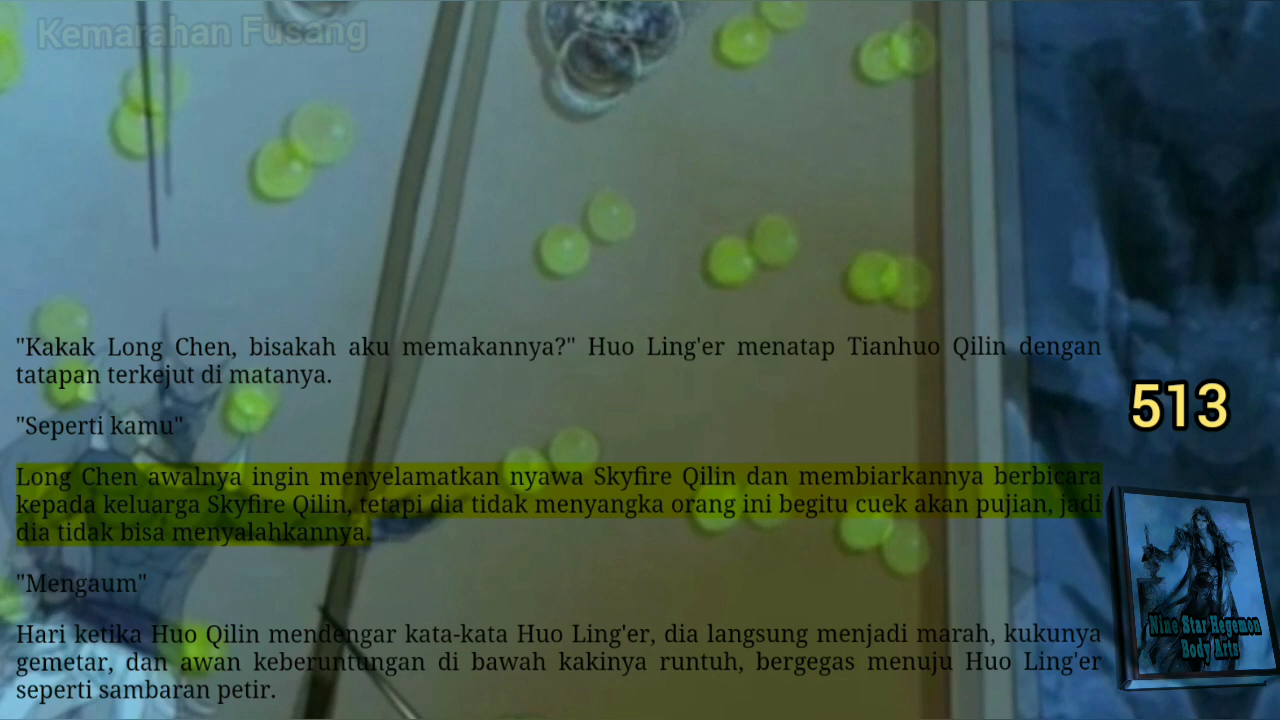 Kemarahan Fusang
"Kakak Long Chen, bisakah aku memakannya?" Huo Ling'er menatap Tianhuo Qilin dengan
tatapan terkejut di matanya.
"Seperti kamu"
Long Chen awalnya ingin menyelamatkan nyawa Skyfire Qilin dan membiarkannya berbicara
kepada keluarga Skyfire Qilin, tetapi dia tidak menyangka orang ini begitu cuek akan pujian, jadi
dia tidak bisa menyalahkannya.
"Mengaum"
Hari ketika Huo Qilin mendengar kata-kata Huo Ling'er, dia langsung menjadi marah, kukunya
gemetar, dan awan keberuntungan di bawah kakinya runtuh, bergegas menuju Huo Ling'er
seperti sambaran petir.
513
Nine Star Hegemon
Body Arts